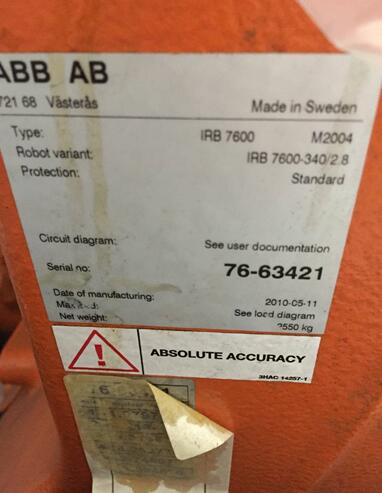 ABB AB
721 68 Västerås Made in Sweden
Type: IRB 7600 M2004
Robot variant: IRB 7600-340/2.8
Protection: Standard
Circuit diagram: See user documentation
Serial no: 76-63421
Date of manufacturing: 2010-05-11
See load diagram
Net weight: 2550 kg
ABSOLUTE ACCURACY
3HAC 14257-1